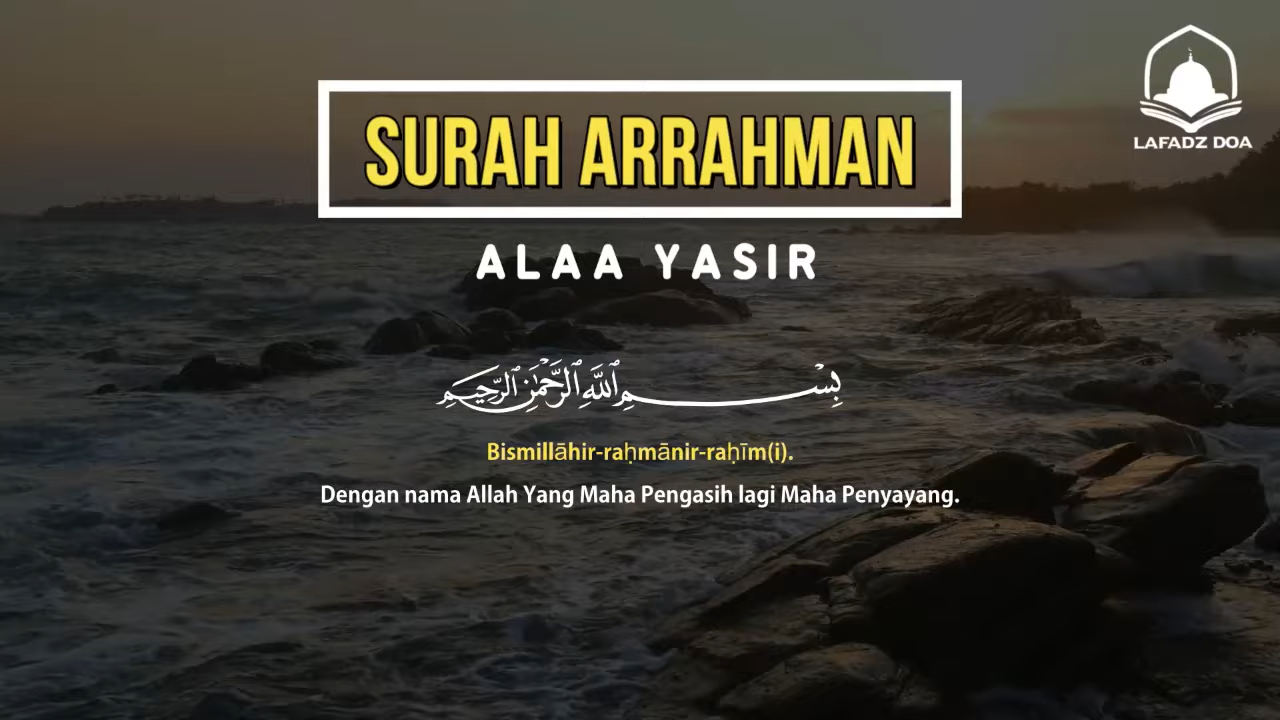 SURAH ARRAHMAN
LAFADZ DOA
ALAA YASIR
بِسْمِ اللَّهِ الرَّحْمَٰنِ الرَّحِيمِ
Bismillāhir-raḥmānir-raḥīm(i).
Dengan nama Allah Yang Maha Pengasih lagi Maha Penyayang.